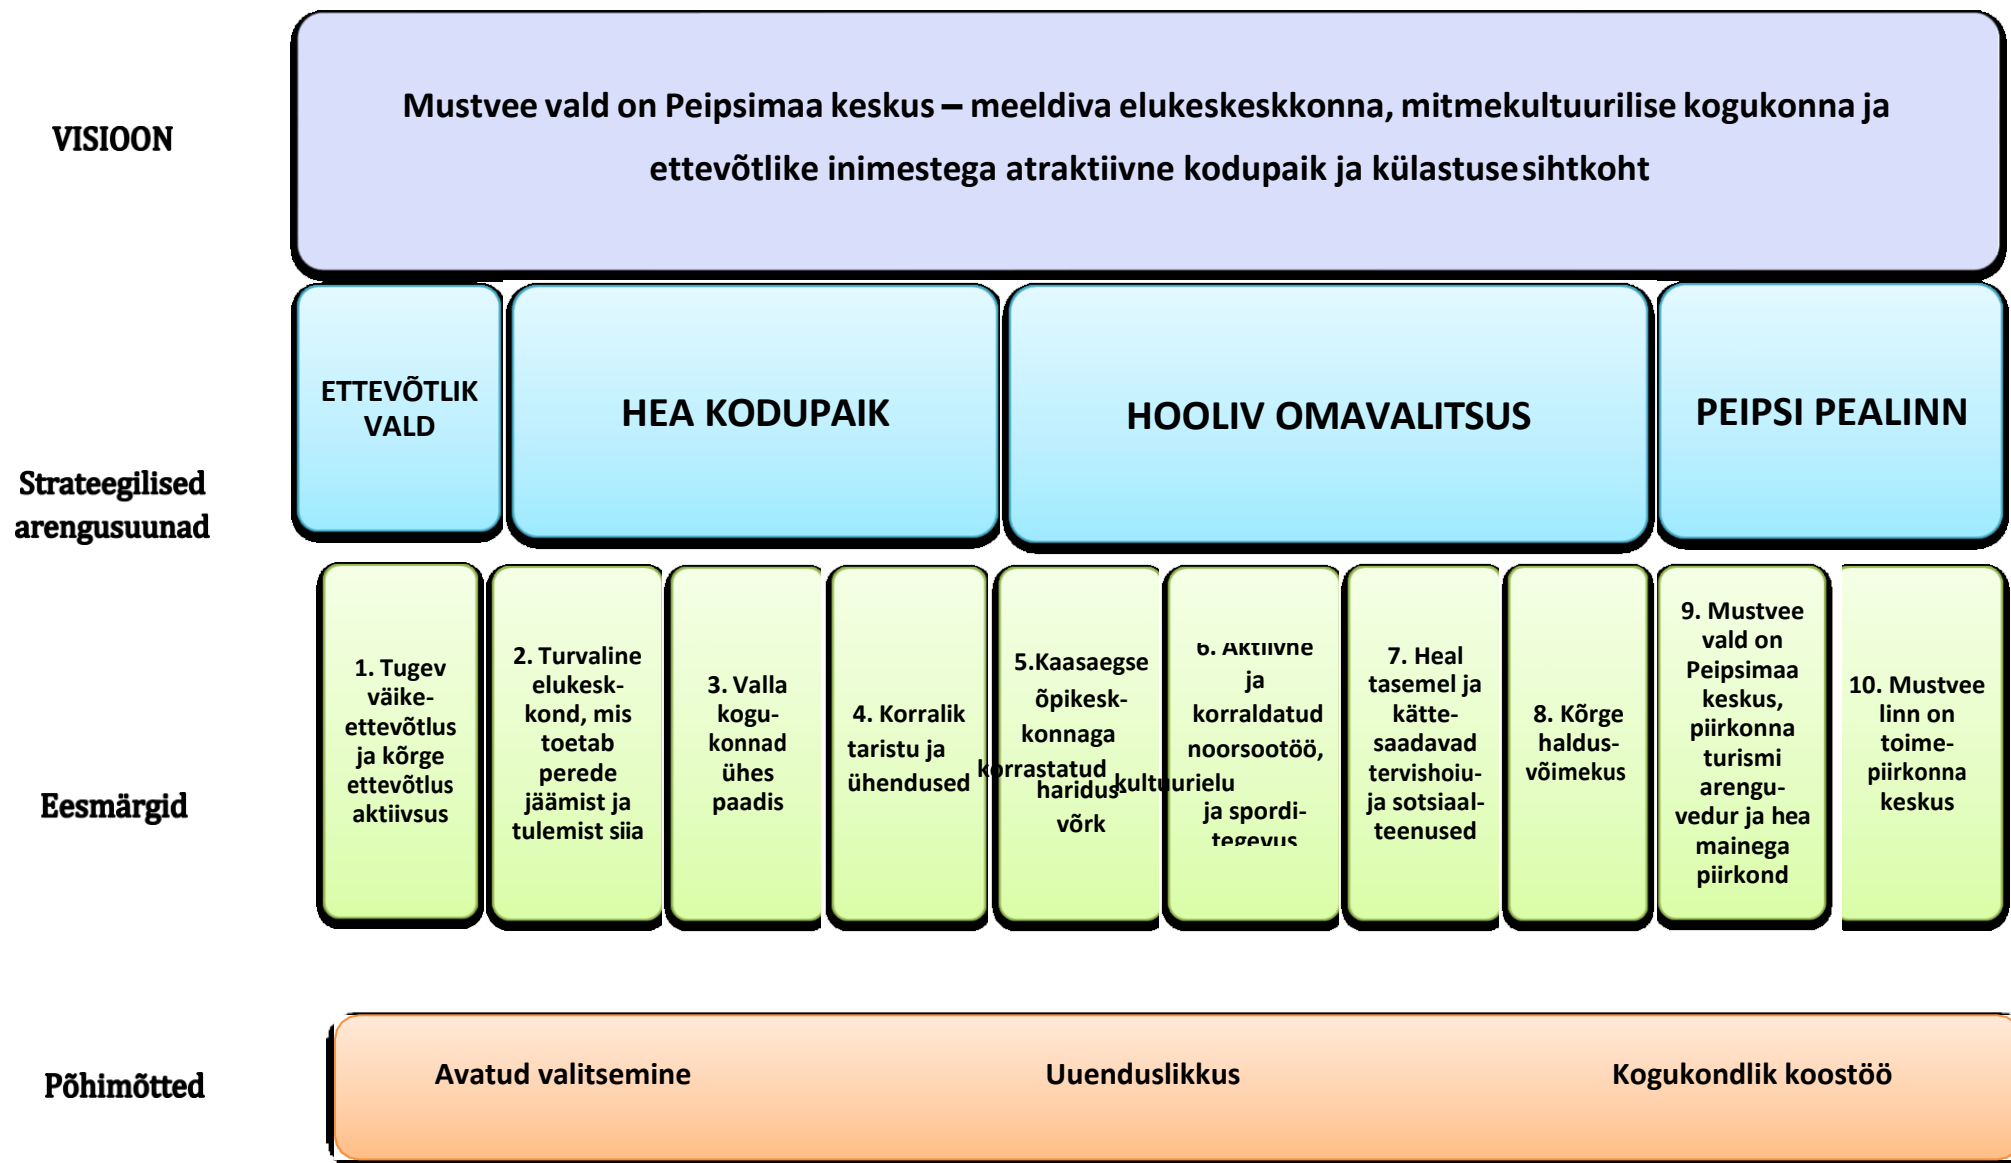 VISIOON
Mustvee vald on Peipsimaa keskus – meeldiva elukeskeskkonna, mitmekultuurilise kogukonna ja
ettevõtlike inimestega atraktiivne kodupaik ja külastuse sihtkoht
Strateegilised
arengusuunad
ETTEVÕTLIK
VALD
HEA KODUPAIK
HOOLIV OMAVALITSUS
PEIPSI PEALINN
Eesmärgid
1. Tugev
väike-
ettevõtlus
ja kõrge
ettevõtlus
aktiivsus
2. Turvaline
elukesk-
kond, mis
toetab
perede
jäämist ja
tulemist siia
3. Valla
kogu-
konnad
ühes
paadis
4. Korralik
taristu ja
ühendused
5.Kaasaegse
õpikesk-
konnaga
korrastatud
haridus-
võrk
6. Aktiivne
ja
korraldatud
noorsootöö,
kultuurielu
ja spordi-
tegevus
7. Heal
tasemel ja
kätte-
saadavad
tervishoiu-
ja sotsiaal-
teenused
8. Kõrge
haldus-
võimekus
9. Mustvee
vald on
Peipsimaa
keskus,
piirkonna
turismi
arengu-
vedur ja hea
mainega
piirkond
10. Mustvee
linn on
toime-
piirkonna
keskus
Põhimõtted
Avatud valitsemine
Uuenduslikkus
Kogukondlik koostöö